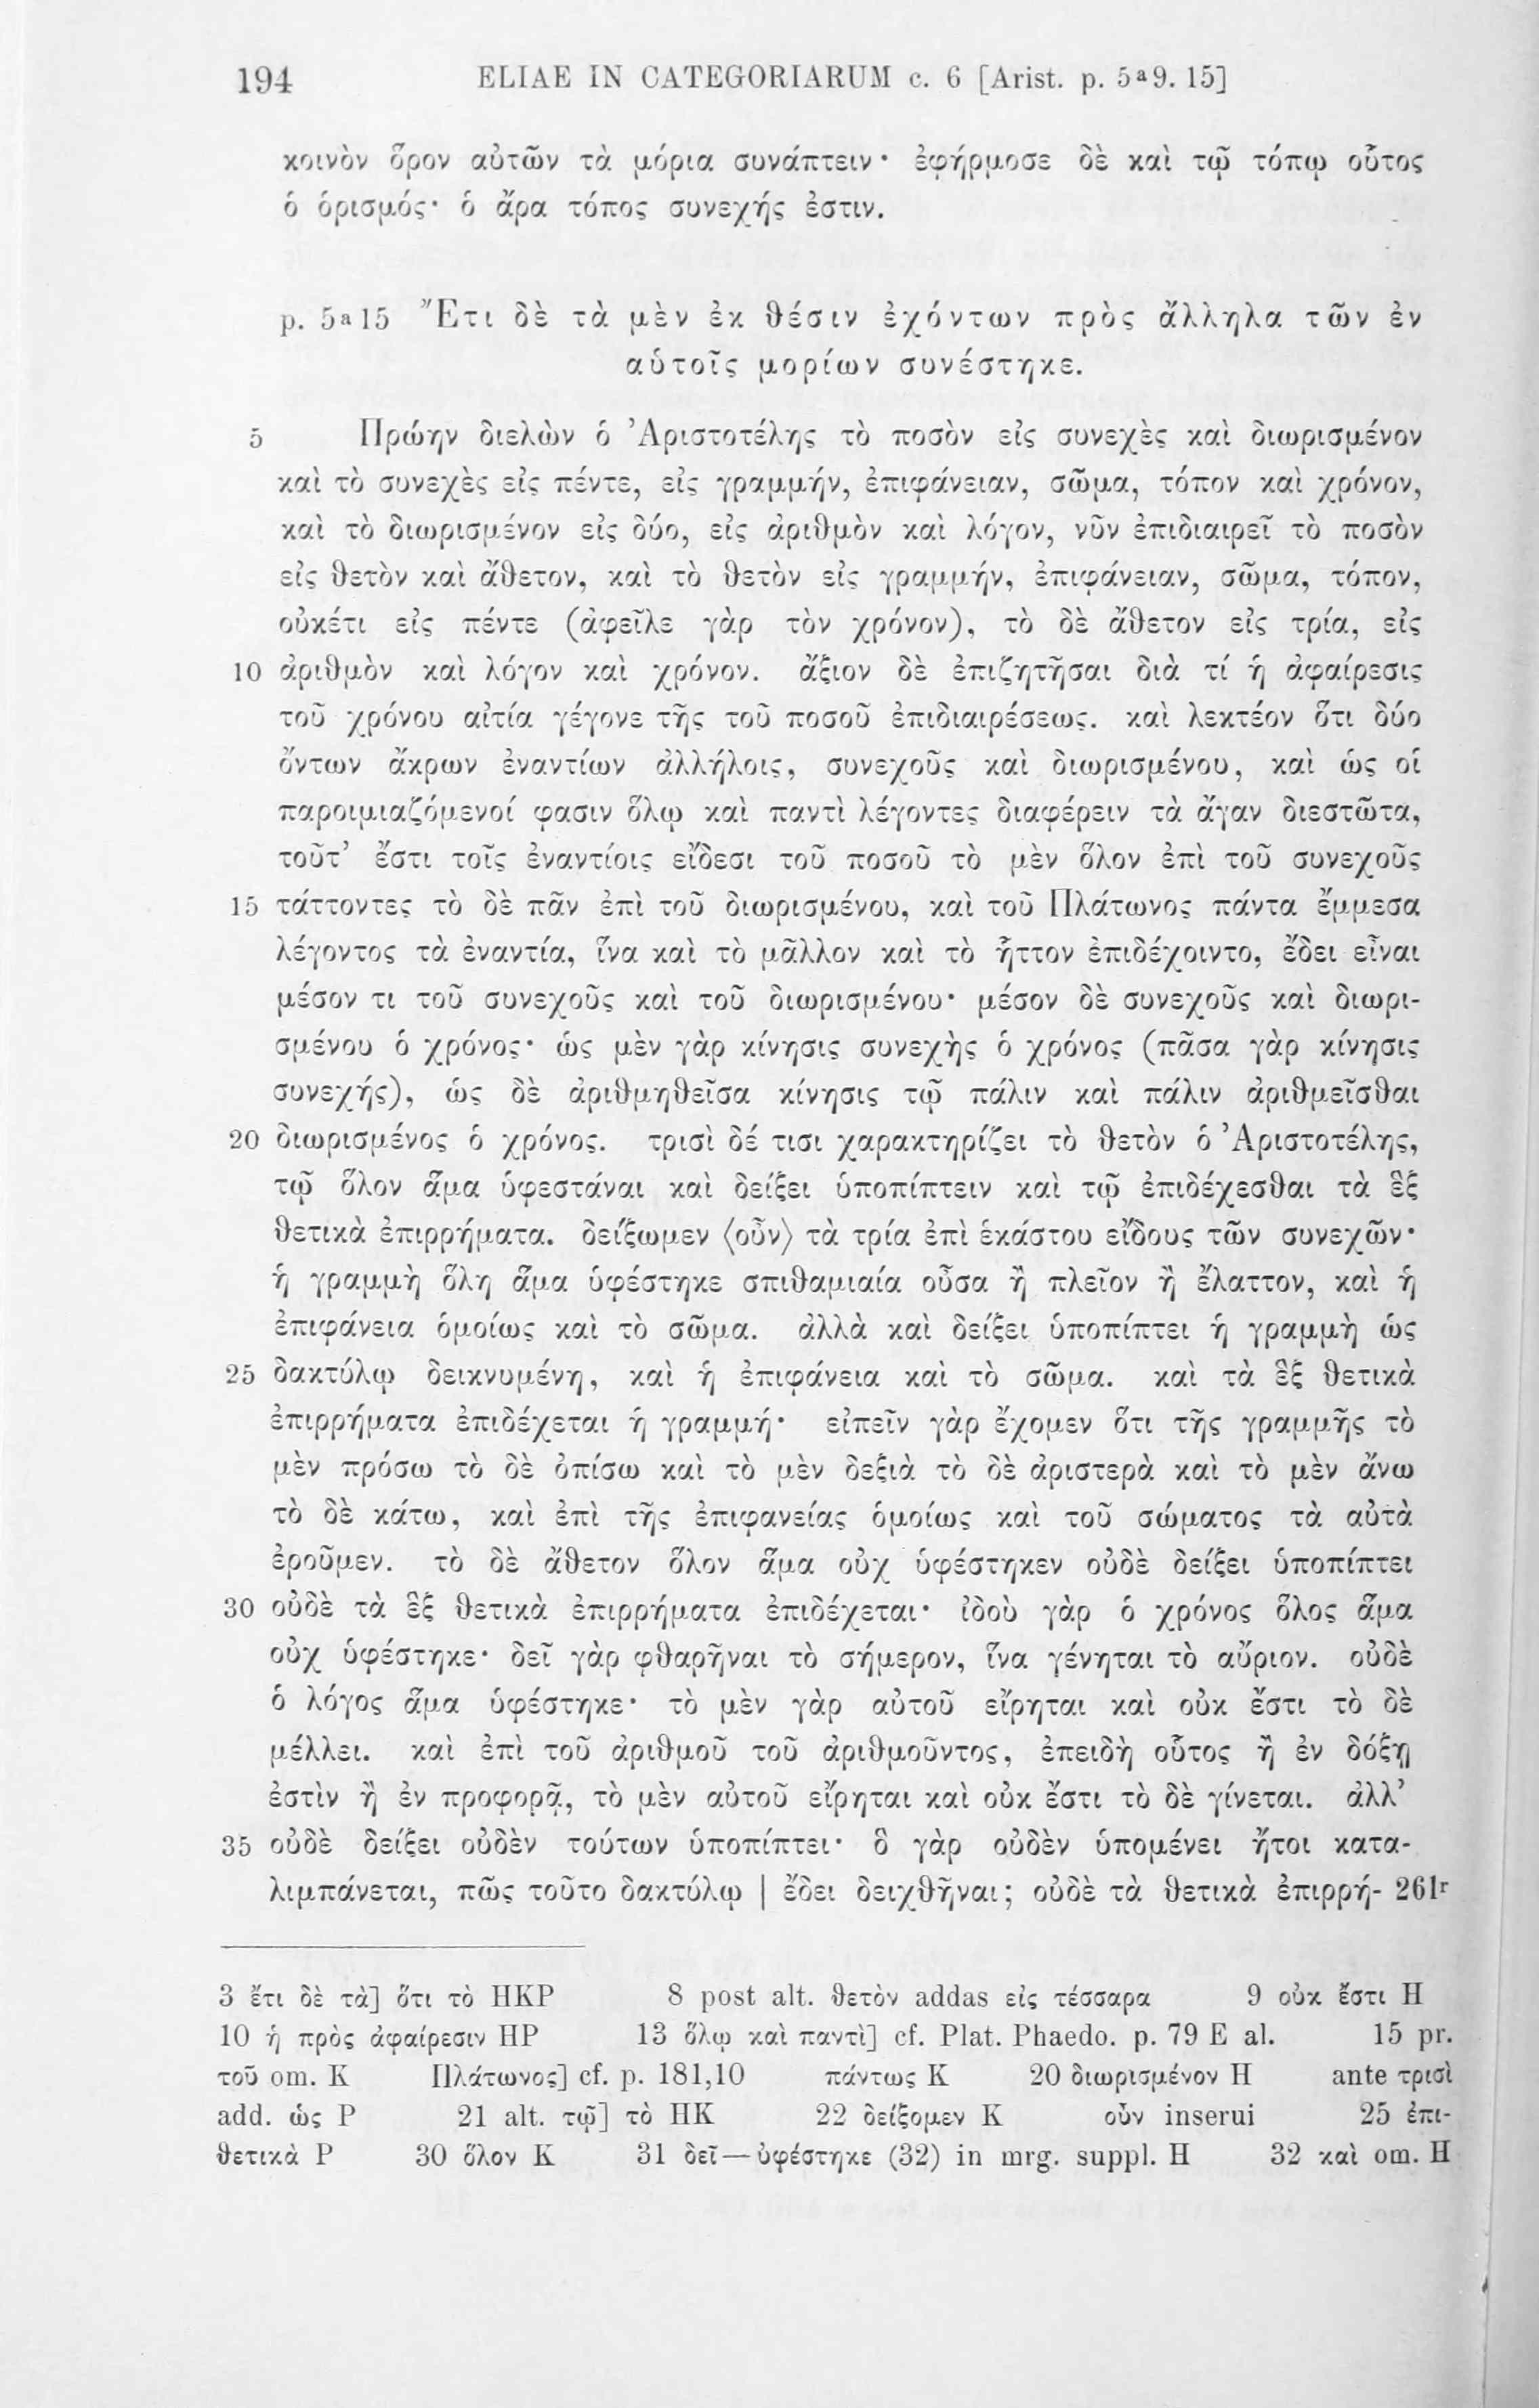 194 ELIAE IN CATEGORIARUM c. 6 [Arist. p. 5ª9. 15]
κοινὸν ὅρον αὐτῶν τὰ μόρια συνάπτειν· ἐφήρμοσε δὲ καὶ τῷ τόπῳ οὗτος
ὁ ὁρισμός· ὁ ἄρα τόπος συνεχής ἐστιν.
p. 5ª15 Ἔτι δὲ τὰ μὲν ἐκ θέσιν ἐχόντων πρὸς ἄλληλα τῶν ἐν
αὑτοῖς μορίων συνέστηκε.
5 Πρώην διελὼν ὁ Ἀριστοτέλης τὸ ποσὸν εἰς συνεχὲς καὶ διωρισμένον
καὶ τὸ συνεχὲς εἰς πέντε, εἰς γραμμήν, ἐπιφάνειαν, σῶμα, τόπον καὶ χρόνον,
καὶ τὸ διωρισμένον εἰς δύο, εἰς ἀριθμὸν καὶ λόγον, νῦν ἐπιδιαιρεῖ τὸ ποσὸν
εἰς θετὸν καὶ ἄθετον, καὶ τὸ θετὸν εἰς γραμμήν, ἐπιφάνειαν, σῶμα, τόπον,
οὐκέτι εἰς πέντε (ἀφεῖλε γὰρ τὸν χρόνον), τὸ δὲ ἄθετον εἰς τρία, εἰς
10 ἀριθμὸν καὶ λόγον καὶ χρόνον. ἄξιον δὲ ἐπιζητῆσαι διὰ τί ἡ ἀφαίρεσις
τοῦ χρόνου αἰτία γέγονε τῆς τοῦ ποσοῦ ἐπιδιαιρέσεως. καὶ λεκτέον ὅτι δύο
ὄντων ἄκρων ἐναντίων ἀλλήλοις, συνεχοῦς καὶ διωρισμένου, καὶ ὡς οἱ
παροιμιαζόμενοί φασιν ὅλῳ καὶ παντὶ λέγοντες διαφέρειν τὰ ἄγαν διεστῶτα,
τοῦτ’ ἔστι τοῖς ἐναντίοις εἴδεσι τοῦ ποσοῦ τὸ μὲν ὅλον ἐπὶ τοῦ συνεχοῦς
15 τάττοντες τὸ δὲ πᾶν ἐπὶ τοῦ διωρισμένου, καὶ τοῦ Πλάτωνος πάντα ἔμμεσα
λέγοντος τὰ ἐναντία, ἵνα καὶ τὸ μᾶλλον καὶ τὸ ἧττον ἐπιδέχοιντο, ἔδει εἶναι
μέσον τι τοῦ συνεχοῦς καὶ τοῦ διωρισμένου· μέσον δὲ συνεχοῦς καὶ διωρι-
σμένου ὁ χρόνος· ὡς μὲν γὰρ κίνησις συνεχὴς ὁ χρόνος (πᾶσα γὰρ κίνησις
συνεχής), ὡς δὲ ἀριθμηθεῖσα κίνησις τῷ πάλιν καὶ πάλιν ἀριθμεῖσθαι
20 διωρισμένος ὁ χρόνος. τρισὶ δέ τισι χαρακτηρίζει τὸ θετὸν ὁ Ἀριστοτέλης,
τῷ ὅλον ἅμα ὑφεστάναι καὶ δείξει ὑποπίπτειν καὶ τῷ ἐπιδέχεσθαι τὰ ἓξ
θετικὰ ἐπιρρήματα. δείξωμεν ⟨οὖν⟩ τὰ τρία ἐπὶ ἑκάστου εἴδους τῶν συνεχῶν·
ἡ γραμμὴ ὅλη ἅμα ὑφέστηκε σπιθαμιαία οὖσα ἢ πλεῖον ἢ ἔλαττον, καὶ ἡ
ἐπιφάνεια ὁμοίως καὶ τὸ σῶμα. ἀλλὰ καὶ δείξει ὑποπίπτει ἡ γραμμὴ ὡς
25 δακτύλῳ δεικνυμένη, καὶ ἡ ἐπιφάνεια καὶ τὸ σῶμα. καὶ τὰ ἓξ θετικὰ
ἐπιρρήματα ἐπιδέχεται ἡ γραμμή· εἰπεῖν γὰρ ἔχομεν ὅτι τῆς γραμμῆς τὸ
μὲν πρόσω τὸ δὲ ὀπίσω καὶ τὸ μὲν δεξιὰ τὸ δὲ ἀριστερὰ καὶ τὸ μὲν ἄνω
τὸ δὲ κάτω, καὶ ἐπὶ τῆς ἐπιφανείας ὁμοίως καὶ τοῦ σώματος τὰ αὐτὰ
ἐροῦμεν. τὸ δὲ ἄθετον ὅλον ἅμα οὐχ ὑφέστηκεν οὐδὲ δείξει ὑποπίπτει
30 οὐδὲ τὰ ἓξ θετικὰ ἐπιρρήματα ἐπιδέχεται· ἰδοὺ γὰρ ὁ χρόνος ὅλος ἅμα
οὐχ ὑφέστηκε· δεῖ γὰρ φθαρῆναι τὸ σήμερον, ἵνα γένηται τὸ αὔριον. οὐδὲ
ὁ λόγος ἅμα ὑφέστηκε· τὸ μὲν γὰρ αὐτοῦ εἴρηται καὶ οὐκ ἔστι τὸ δὲ
μέλλει. καὶ ἐπὶ τοῦ ἀριθμοῦ τοῦ ἀριθμοῦντος, ἐπειδὴ οὗτος ἢ ἐν δόξῃ
ἐστὶν ἢ ἐν προφορᾷ, τὸ μὲν αὐτοῦ εἴρηται καὶ οὐκ ἔστι τὸ δὲ γίνεται. ἀλλ’
35 οὐδὲ δείξει οὐδὲν τούτων ὑποπίπτει· ὃ γὰρ οὐδὲν ὑπομένει ἤτοι κατα-
λιμπάνεται, πῶς τοῦτο δακτύλῳ | ἔδει δειχθῆναι; οὐδὲ τὰ θετικὰ ἐπιρρή- 261ʳ
3 ἔτι δὲ τὰ] ὅτι τὸ HKP 8 post alt. θετὸν addas εἰς τέσσαρα 9 οὐκ ἔστι H
10 ἡ πρὸς ἀφαίρεσιν HP 13 ὅλῳ καὶ παντὶ] cf. Plat. Phaedo. p. 79 E al. 15 pr.
τοῦ om. K Πλάτωνος] cf. p. 181,10 πάντως K 20 διωρισμένον H ante τρισὶ
add. ὡς P 21 alt. τῷ] τὸ HK 22 δείξομεν K οὖν inserui 25 ἐπι-
θετικὰ P 30 ὅλον K 31 δεῖ — ὑφέστηκε (32) in mrg. suppl. H 32 καὶ om. H